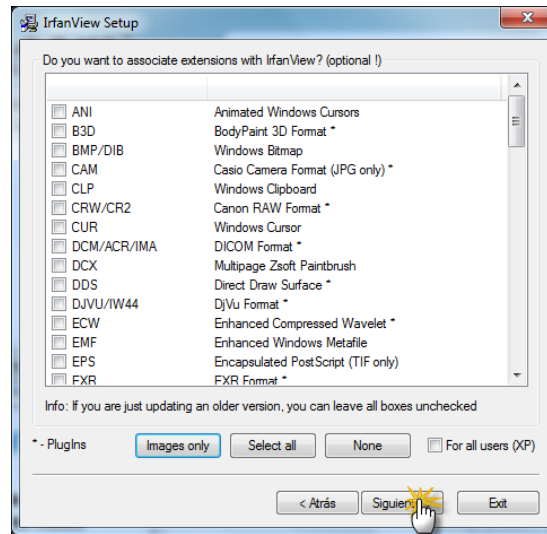 IrfanView Setup
Do you want to associate extensions with IrfanView? (optional !)
ANI Animated Windows Cursors
B3D BodyPaint 3D Format *
BMP/DIB Windows Bitmap
CAM Casio Camera Format (JPG only) *
CLP Windows Clipboard
CRW/CR2 Canon RAW Format *
CUR Windows Cursor
DCM/ACR/IMA DICOM Format *
DCX Multipage Zsoft Paintbrush
DDS Direct Draw Surface *
DJVU/IW44 DjVu Format *
ECW Enhanced Compressed Wavelet *
EMF Enhanced Windows Metafile
EPS Encapsulated PostScript (TIF only)
EXR EXR Format *
Info: If you are just updating an older version, you can leave all boxes unchecked
* - PlugIns Images only Select all None For all users (XP)
< Atrás Exit